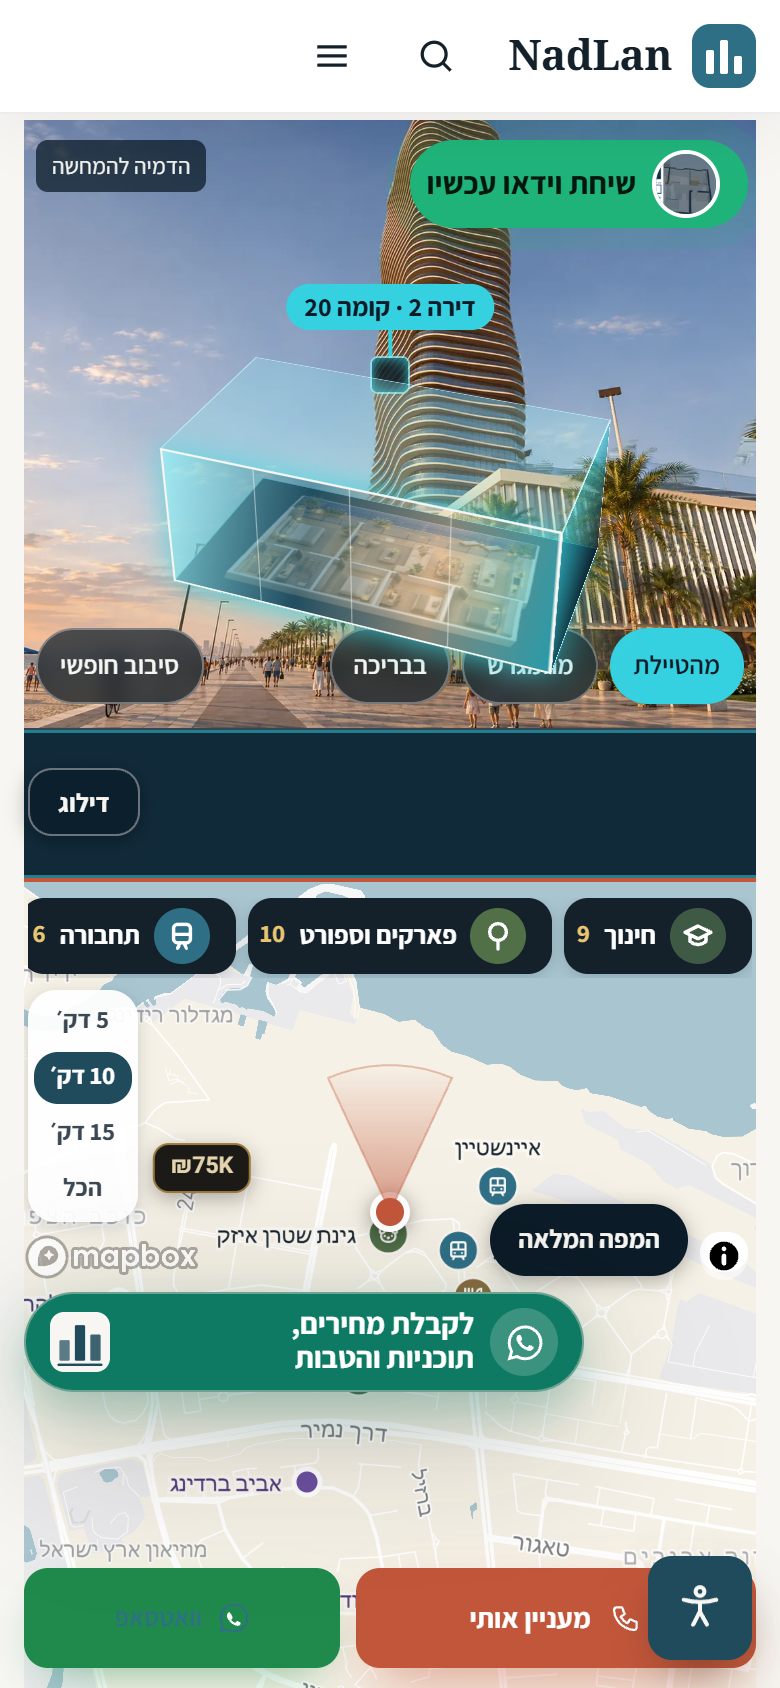 NadLan
שיחת וידאו עכשיו
הדמיה להמחשה
דירה 2 · קומה 20
מהטיילת
בבריכה
סיבוב חופשי
דילוג
חינוך 9
פארקים וספורט 10
תחבורה 6
5 דק׳
10 דק׳
15 דק׳
הכל
₪75K
איינשטיין
גינת שטרן איזק
המפה המלאה
mapbox
לקבלת מחירים,
תוכניות והטבות
דרך נמיר
אביב ברדינג
ברזיל
מוזיאון ארץ ישראל
טאגור
מעניין אותי
וואטסאפ